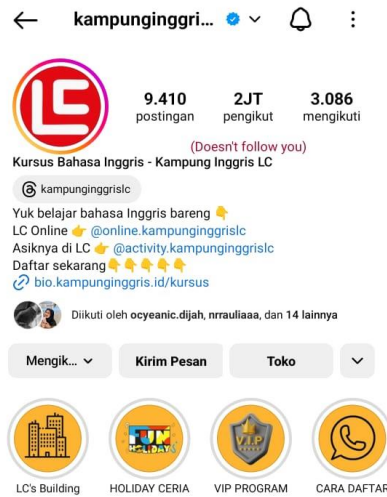 kampunginggri...
LC
9.410 2JT 3.086
postingan pengikut mengikuti
(Doesn't follow you)
Kursus Bahasa Inggris - Kampung Inggris LC
kampunginggrislc
Yuk belajar bahasa Inggris bareng 👇
LC Online 👉 @online.kampunginggrislc
Asiknya di LC 👉 @activity.kampunginggrislc
Daftar sekarang👇👇👇👇👇
bio.kampunginggris.id/kursus
Diikuti oleh ocyeanic.dijah, nrrauliaaa, dan 14 lainnya
Mengik... Kirim Pesan Toko
FUN
HOLIDAYS
V.I.P
LC's Building HOLIDAY CERIA VIP PROGRAM CARA DAFTAR